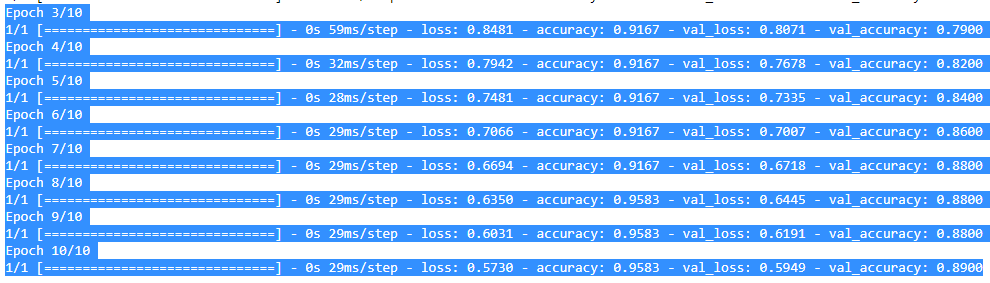 Epoch 3/10
1/1 [==============================] - 0s 59ms/step - loss: 0.8481 - accuracy: 0.9167 - val_loss: 0.8071 - val_accuracy: 0.7900
Epoch 4/10
1/1 [==============================] - 0s 32ms/step - loss: 0.7942 - accuracy: 0.9167 - val_loss: 0.7678 - val_accuracy: 0.8200
Epoch 5/10
1/1 [==============================] - 0s 28ms/step - loss: 0.7481 - accuracy: 0.9167 - val_loss: 0.7335 - val_accuracy: 0.8400
Epoch 6/10
1/1 [==============================] - 0s 29ms/step - loss: 0.7066 - accuracy: 0.9167 - val_loss: 0.7007 - val_accuracy: 0.8600
Epoch 7/10
1/1 [==============================] - 0s 29ms/step - loss: 0.6694 - accuracy: 0.9167 - val_loss: 0.6718 - val_accuracy: 0.8800
Epoch 8/10
1/1 [==============================] - 0s 29ms/step - loss: 0.6350 - accuracy: 0.9583 - val_loss: 0.6445 - val_accuracy: 0.8800
Epoch 9/10
1/1 [==============================] - 0s 29ms/step - loss: 0.6031 - accuracy: 0.9583 - val_loss: 0.6191 - val_accuracy: 0.8800
Epoch 10/10
1/1 [==============================] - 0s 29ms/step - loss: 0.5730 - accuracy: 0.9583 - val_loss: 0.5949 - val_accuracy: 0.8900